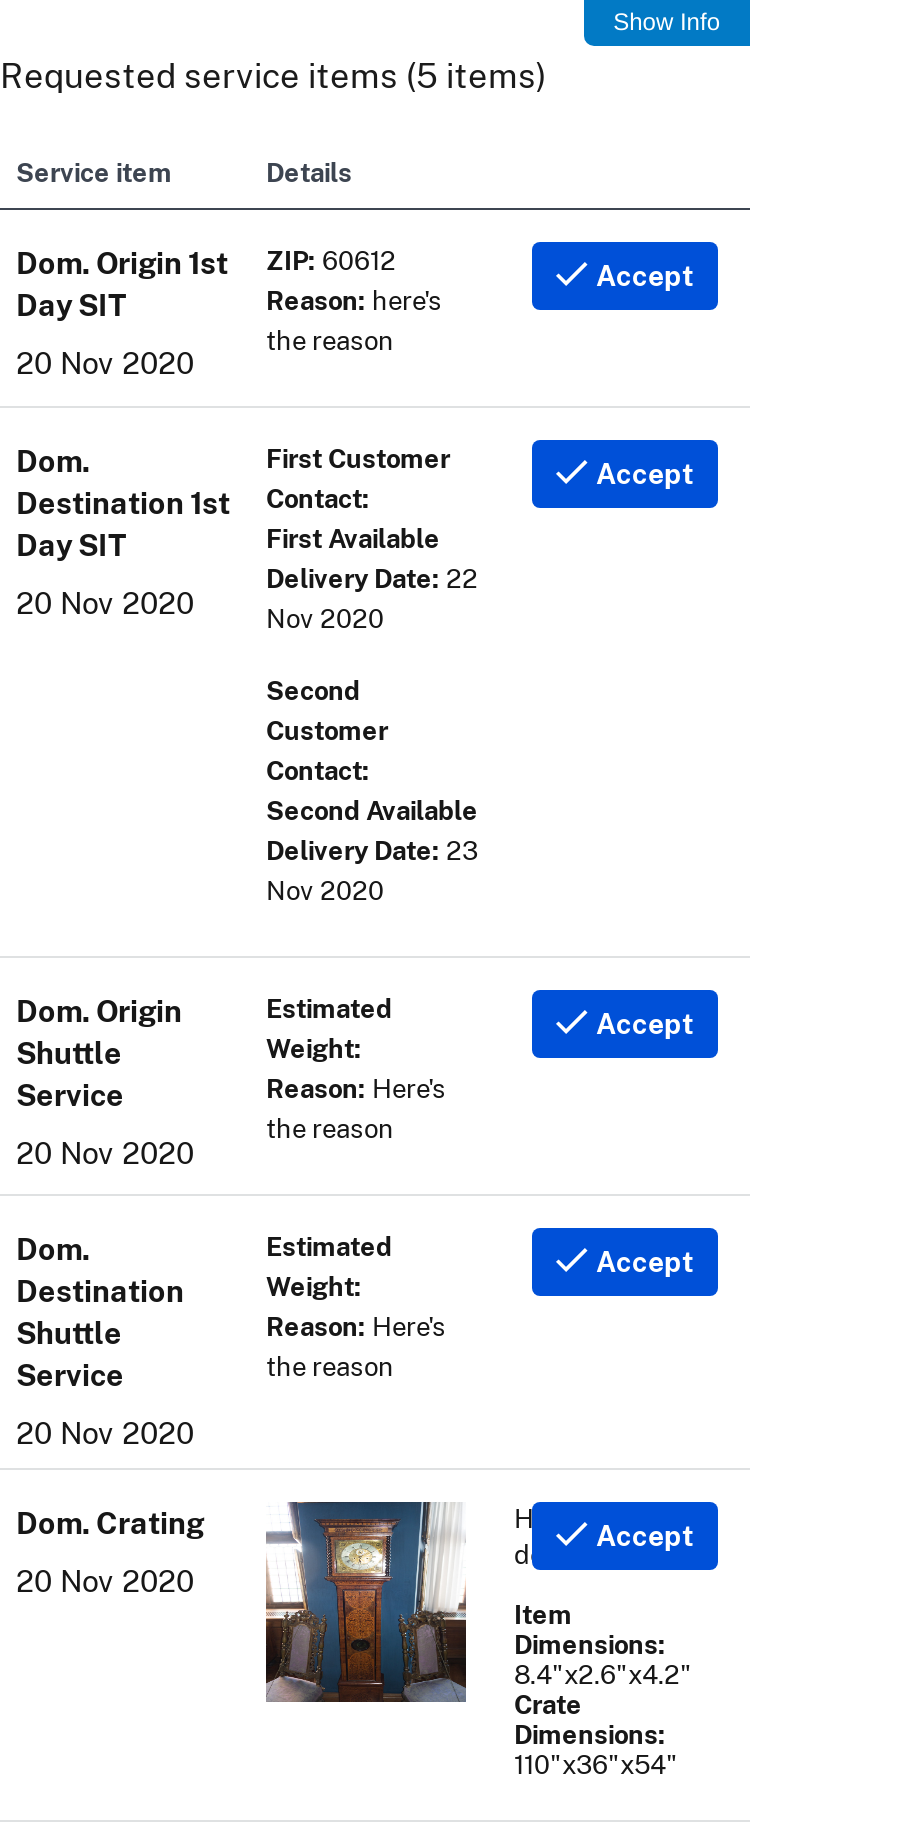 Show Info
Requested service items (5 items)
Service item
Details
Dom. Origin 1st
Day SIT
20 Nov 2020
ZIP: 60612
Reason: here's
the reason
Accept
Dom.
Destination 1st
Day SIT
20 Nov 2020
First Customer
Contact:
First Available
Delivery Date: 22
Nov 2020
Second
Customer
Contact:
Second Available
Delivery Date: 23
Nov 2020
Accept
Dom. Origin
Shuttle
Service
20 Nov 2020
Estimated
Weight:
Reason: Here's
the reason
Accept
Dom.
Destination
Shuttle
Service
20 Nov 2020
Estimated
Weight:
Reason: Here's
the reason
Accept
Dom. Crating
20 Nov 2020
Accept
Item
Dimensions:
8.4"x2.6"x4.2"
Crate
Dimensions:
110"x36"x54"